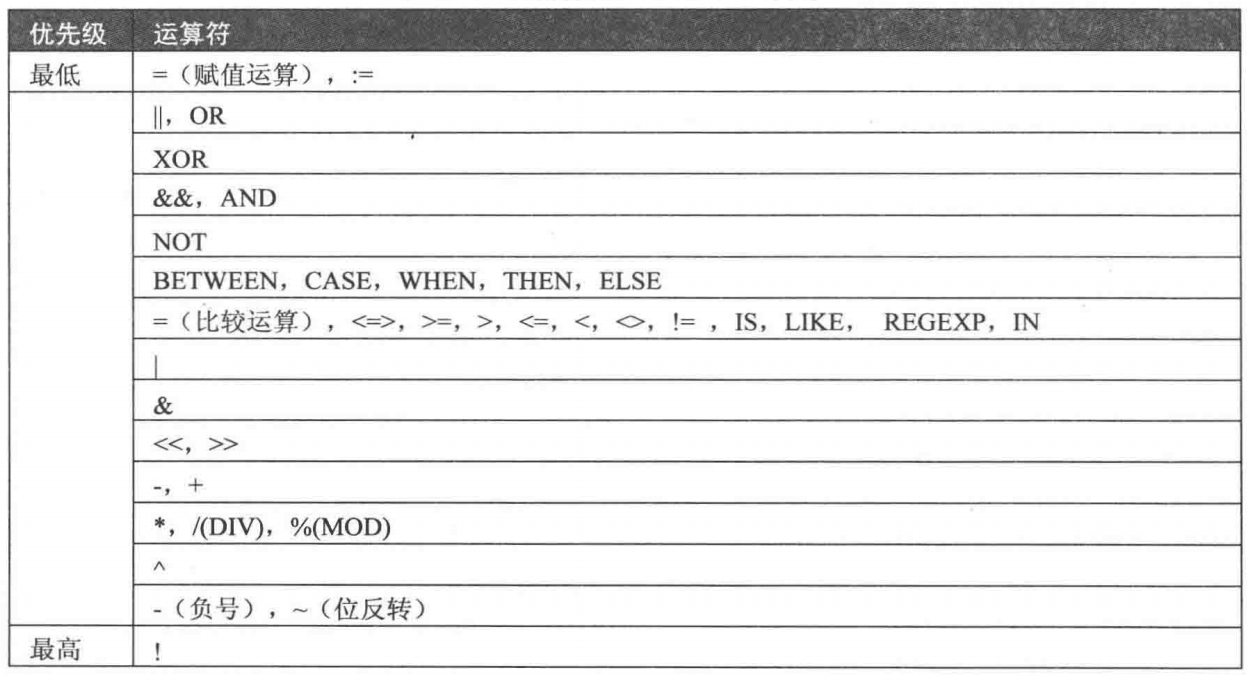 优先级 运算符
最低 =（赋值运算），:=
||，OR
XOR
&&，AND
NOT
BETWEEN，CASE，WHEN，THEN，ELSE
=（比较运算），<=>，>=，>，<=，<，<>，!= ，IS，LIKE， REGEXP，IN
|
&
<<，>>
-，+
*，/(DIV)，%(MOD)
^
-（负号），~（位反转）
最高 !